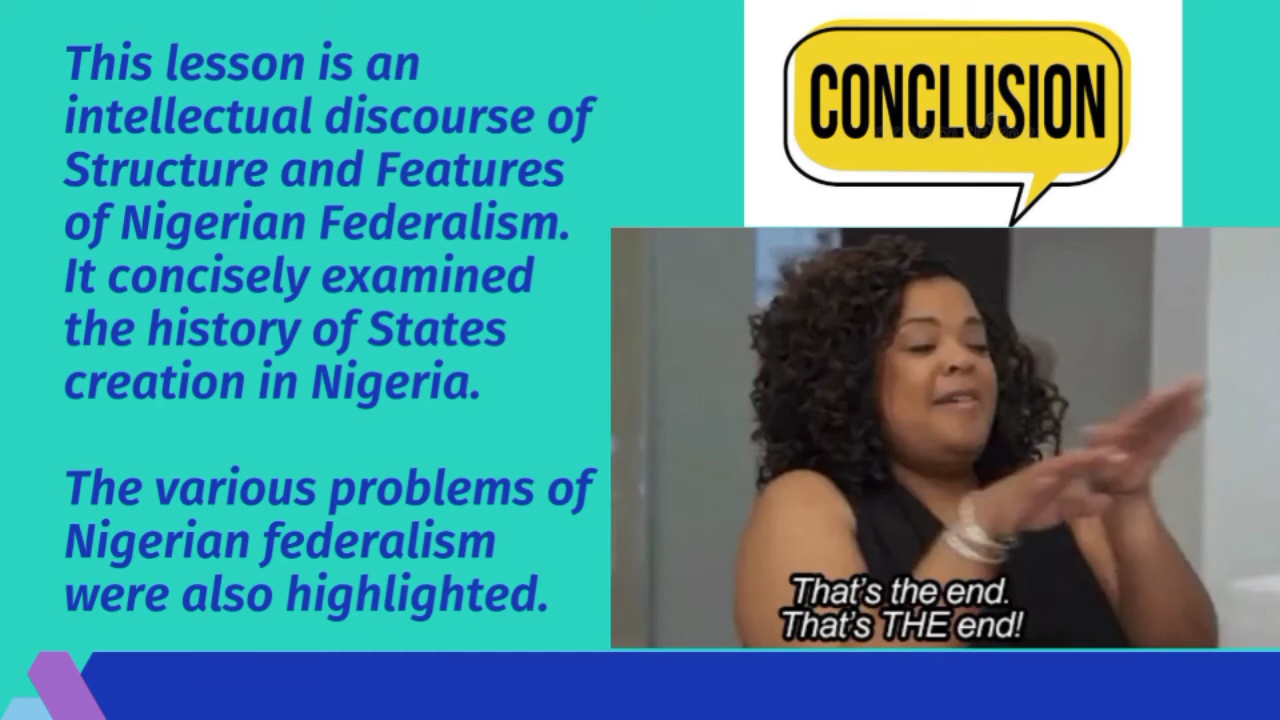 This lesson is an
intellectual discourse of
Structure and Features
of Nigerian Federalism.
It concisely examined
the history of States
creation in Nigeria.
The various problems of
Nigerian federalism
were also highlighted.
CONCLUSION
That's the end.
That's THE end!